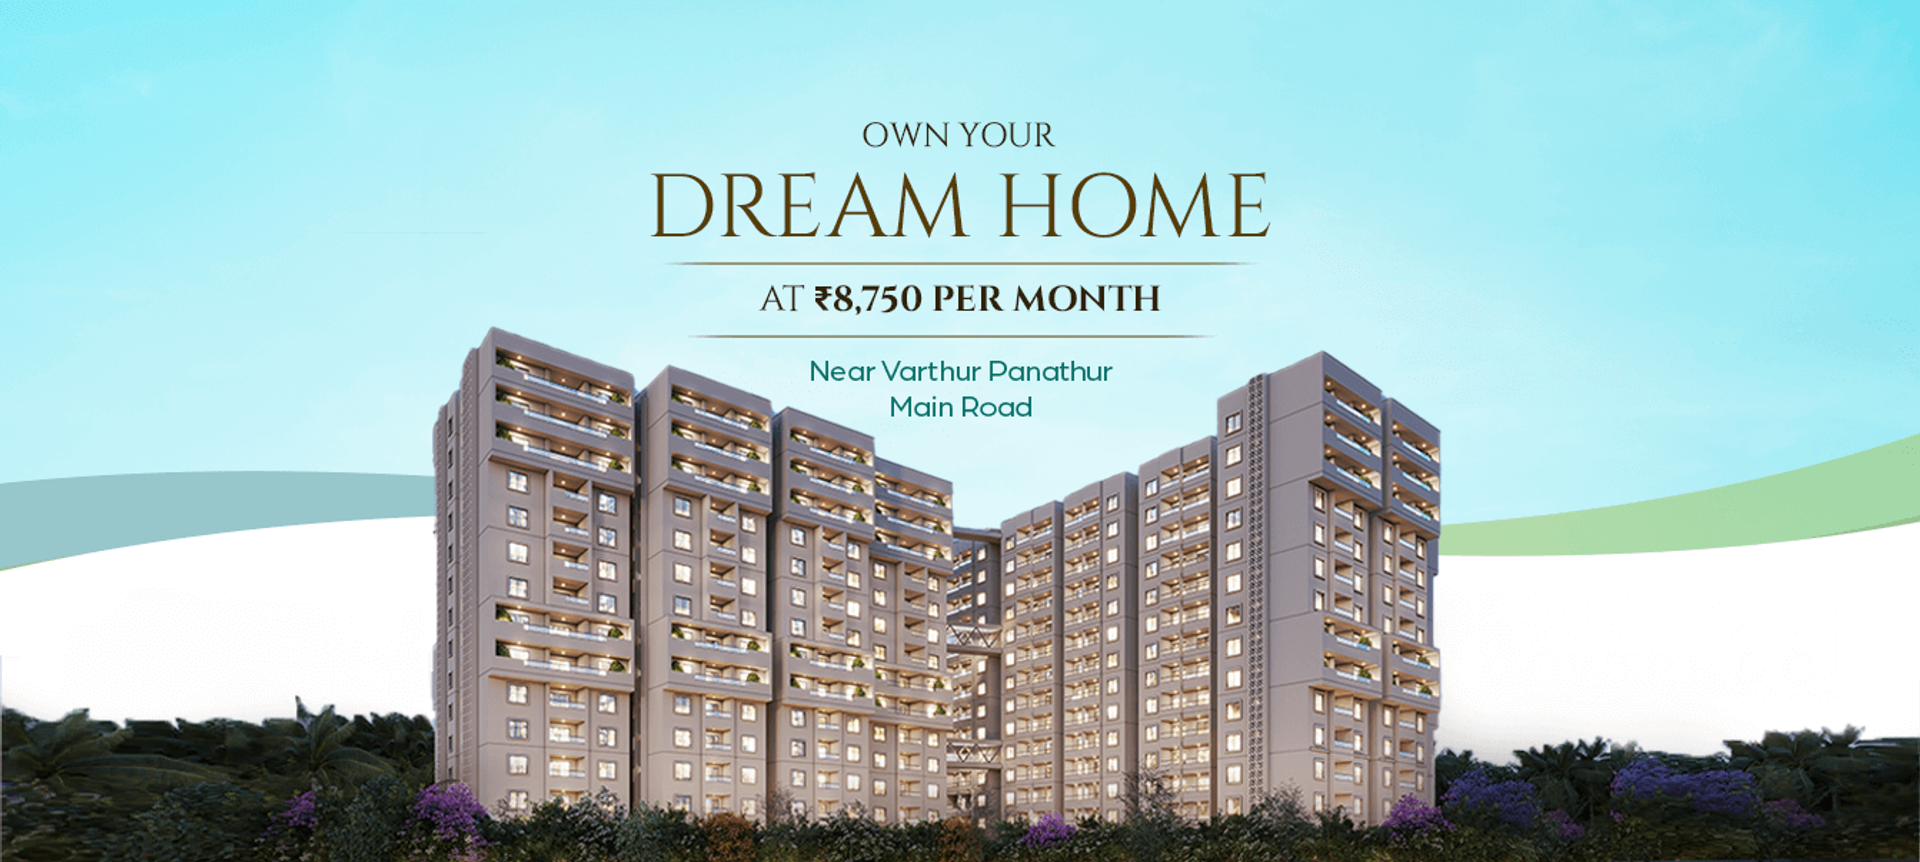 OWN YOUR
DREAM HOME
AT ₹8,750 PER MONTH
Near Varthur Panathur
Main Road